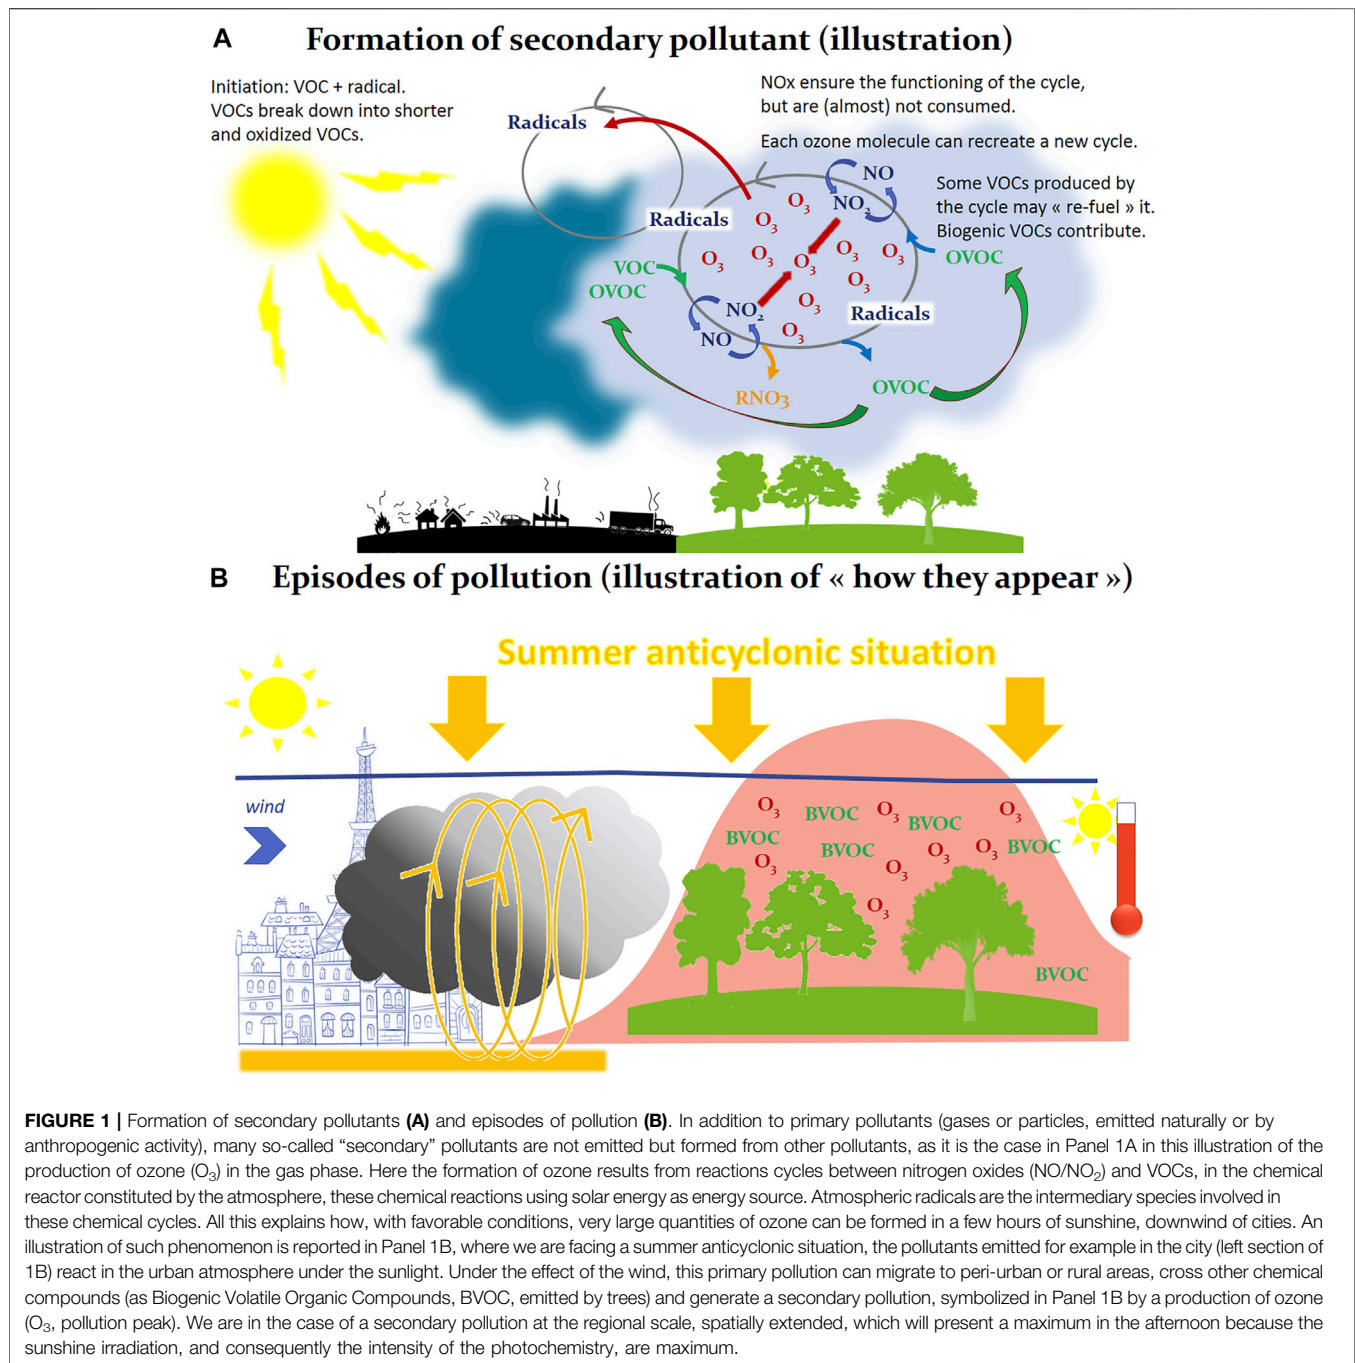 A Formation of secondary pollutant (illustration)
Initiation: VOC + radical.
VOCs break down into shorter
and oxidized VOCs.
NOx ensure the functioning of the cycle,
but are (almost) not consumed.
Each ozone molecule can recreate a new cycle.
Some VOCs produced by
the cycle may « re-fuel » it.
Biogenic VOCs contribute.
Radicals
Radicals
NO
NO2
O3
O3
O3
O3
O3
O3
O3
O3
O3
O3
VOC
OVOC
OVOC
NO2
NO
Radicals
RNO3
OVOC
B Episodes of pollution (illustration of « how they appear »)
Summer anticyclonic situation
wind
O3
BVOC
O3
BVOC
O3
BVOC
O3
BVOC
O3
O3
BVOC
O3
O3
BVOC
FIGURE 1 | Formation of secondary pollutants (A) and episodes of pollution (B). In addition to primary pollutants (gases or particles, emitted naturally or by
anthropogenic activity), many so-called “secondary” pollutants are not emitted but formed from other pollutants, as it is the case in Panel 1A in this illustration of the
production of ozone (O3) in the gas phase. Here the formation of ozone results from reactions cycles between nitrogen oxides (NO/NO2) and VOCs, in the chemical
reactor constituted by the atmosphere, these chemical reactions using solar energy as energy source. Atmospheric radicals are the intermediary species involved in
these chemical cycles. All this explains how, with favorable conditions, very large quantities of ozone can be formed in a few hours of sunshine, downwind of cities. An
illustration of such phenomenon is reported in Panel 1B, where we are facing a summer anticyclonic situation, the pollutants emitted for example in the city (left section of
1B) react in the urban atmosphere under the sunlight. Under the effect of the wind, this primary pollution can migrate to peri-urban or rural areas, cross other chemical
compounds (as Biogenic Volatile Organic Compounds, BVOC, emitted by trees) and generate a secondary pollution, symbolized in Panel 1B by a production of ozone
(O3, pollution peak). We are in the case of a secondary pollution at the regional scale, spatially extended, which will present a maximum in the afternoon because the
sunshine irradiation, and consequently the intensity of the photochemistry, are maximum.